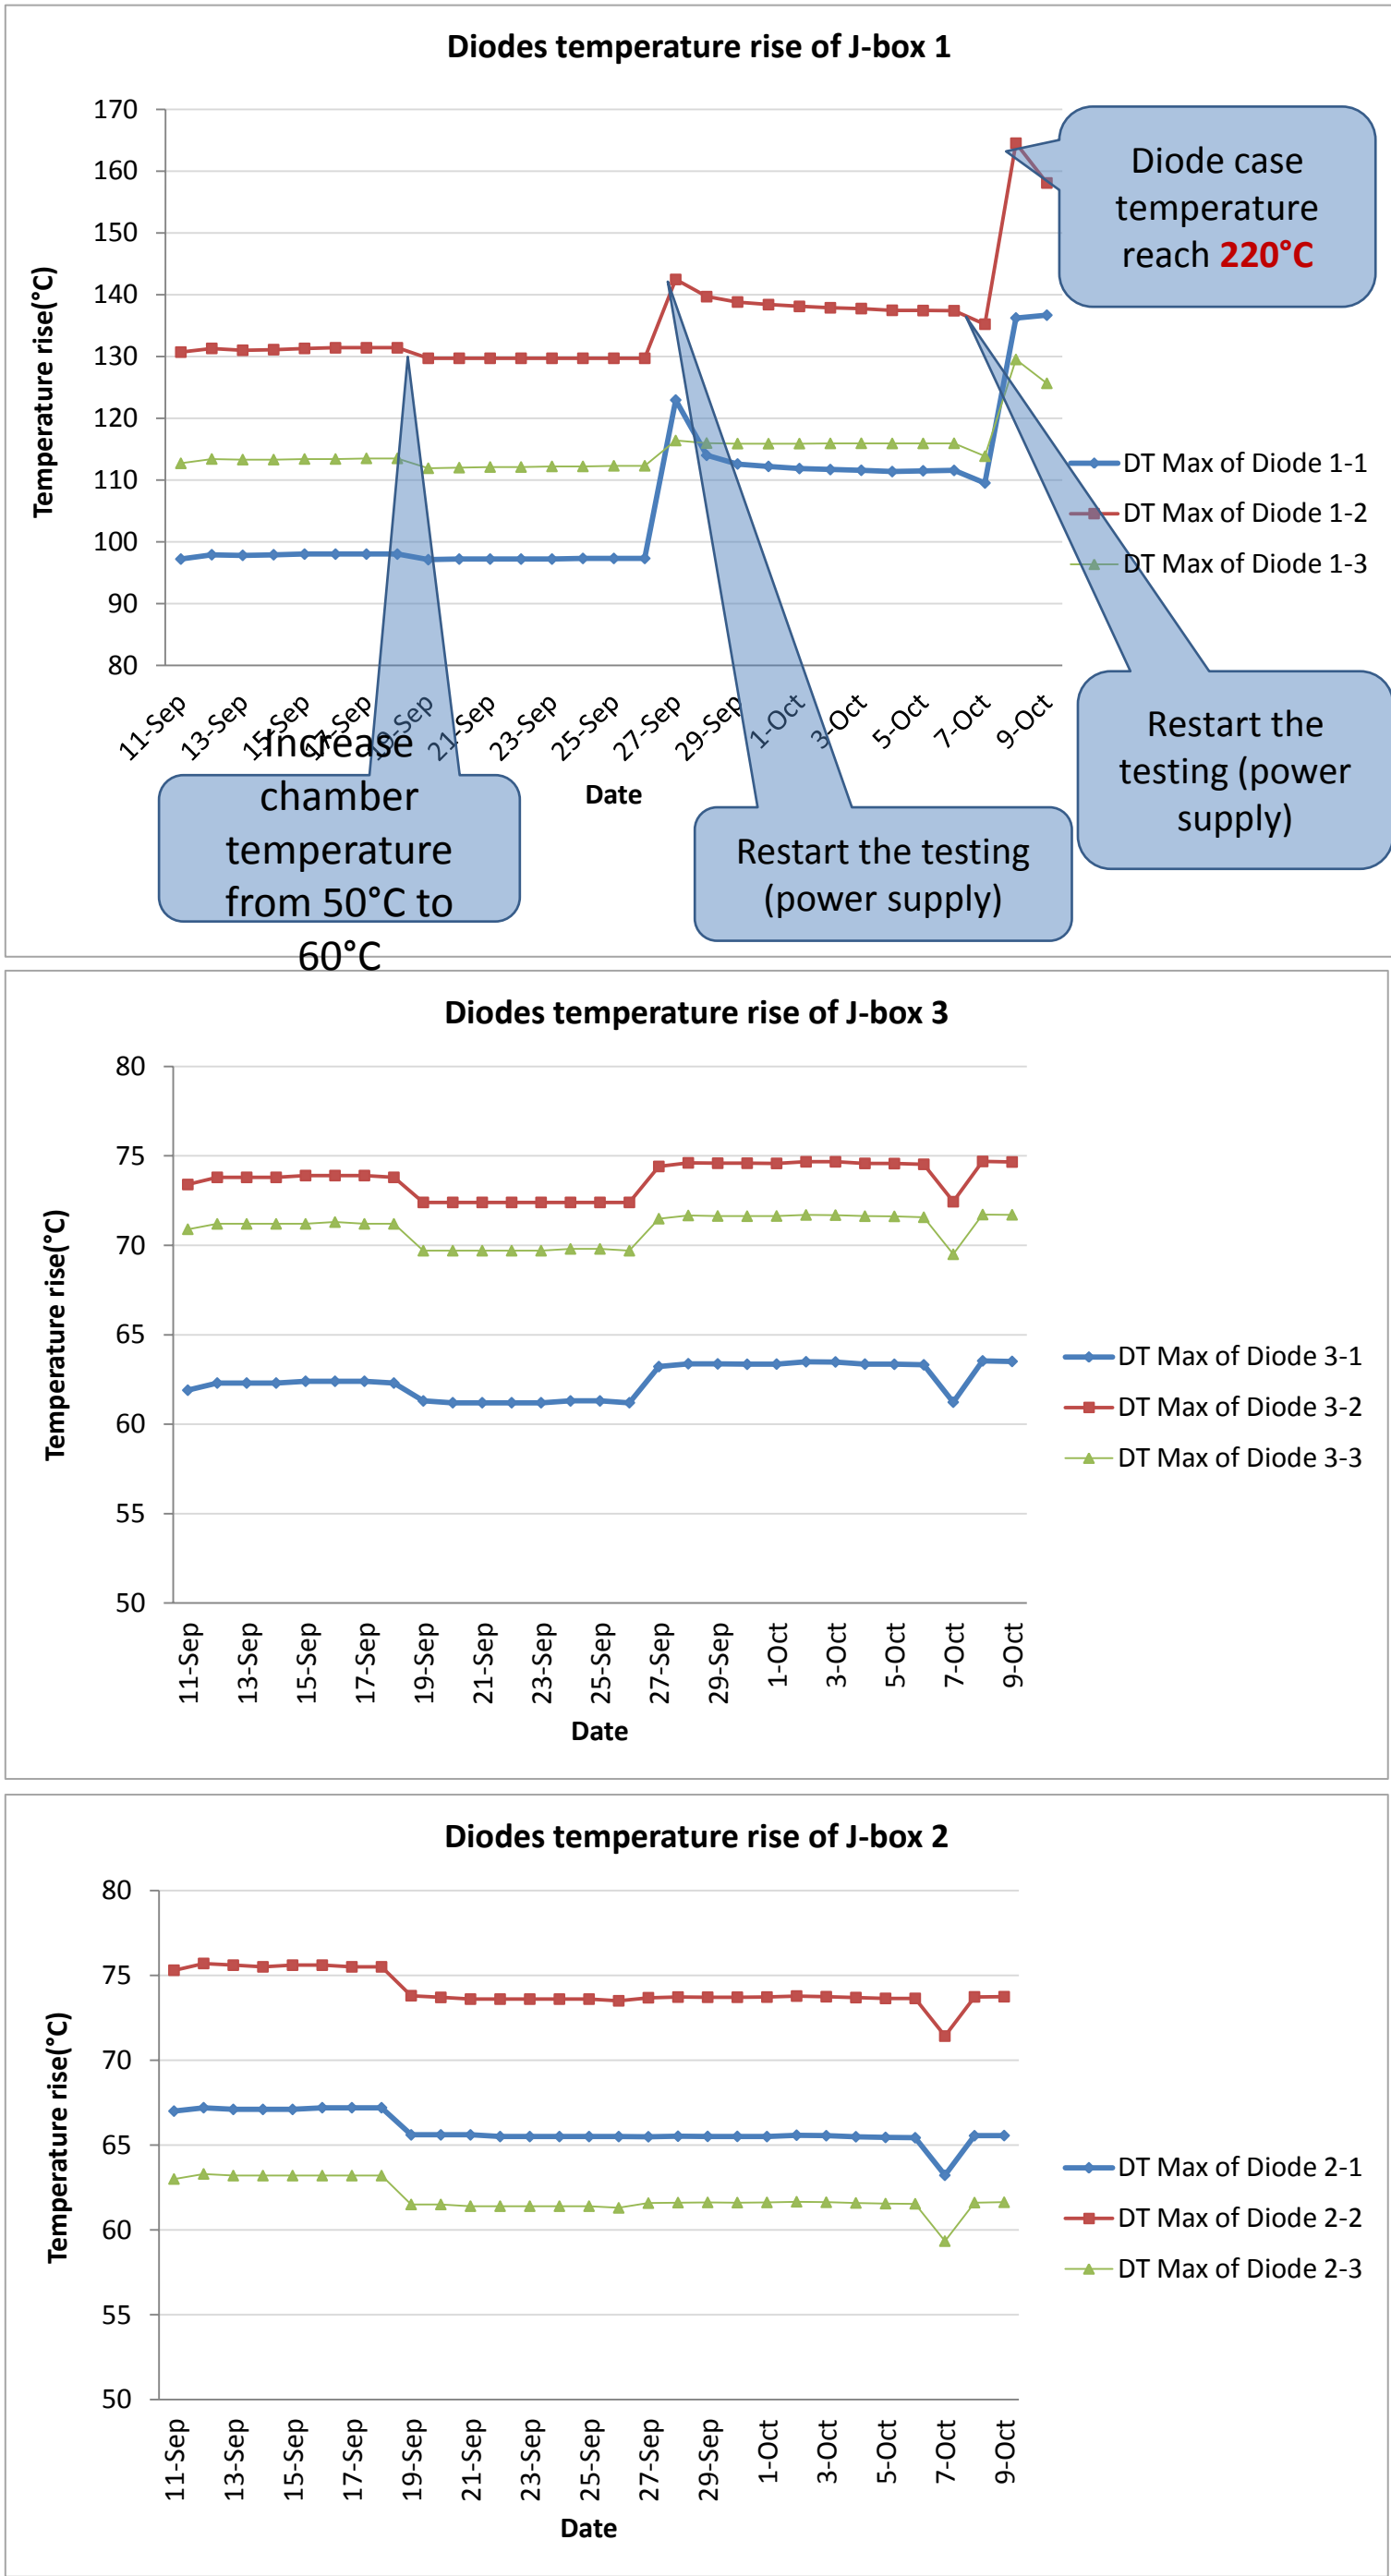 Diodes temperature rise of J-box 1
170
160
150
140
130
120
110
100
90
80
Temperature rise(°C)
11-Sep
13-Sep
15-Sep
17-Sep
19-Sep
21-Sep
23-Sep
25-Sep
27-Sep
29-Sep
1-Oct
3-Oct
5-Oct
7-Oct
9-Oct
Date
DT Max of Diode 1-1
DT Max of Diode 1-2
DT Max of Diode 1-3
Diode case
temperature
reach 220°C
Increase
chamber
temperature
from 50°C to
60°C
Restart the testing
(power supply)
Restart the
testing (power
supply)
Diodes temperature rise of J-box 3
80
75
70
65
60
55
50
Temperature rise(°C)
11-Sep
13-Sep
15-Sep
17-Sep
19-Sep
21-Sep
23-Sep
25-Sep
27-Sep
29-Sep
1-Oct
3-Oct
5-Oct
7-Oct
9-Oct
Date
DT Max of Diode 3-1
DT Max of Diode 3-2
DT Max of Diode 3-3
Diodes temperature rise of J-box 2
80
75
70
65
60
55
50
Temperature rise(°C)
11-Sep
13-Sep
15-Sep
17-Sep
19-Sep
21-Sep
23-Sep
25-Sep
27-Sep
29-Sep
1-Oct
3-Oct
5-Oct
7-Oct
9-Oct
Date
DT Max of Diode 2-1
DT Max of Diode 2-2
DT Max of Diode 2-3